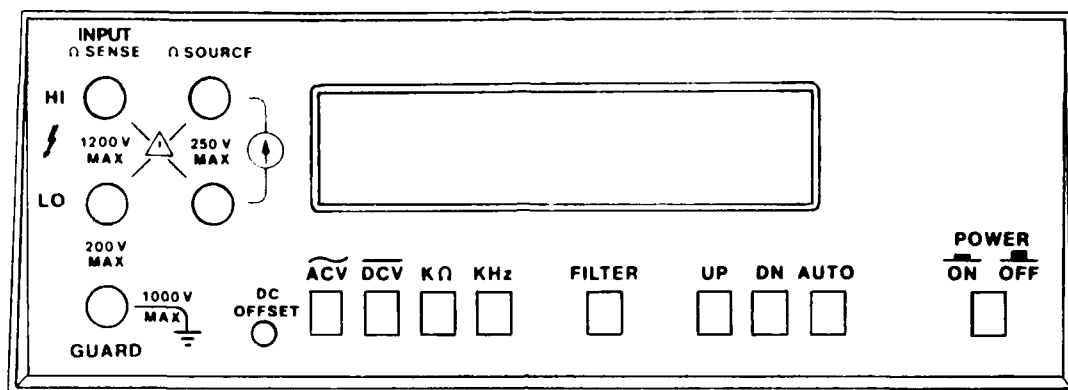 INPUT
Ω SENSE
Ω SOURCF
HI
1200 V
MAX
250 V
MAX
LO
200 V
MAX
1000 V
MAX
GUARD
DC
OFFSET
ACV
DCV
KΩ
KHz
FILTER
UP
DN
AUTO
POWER
ON
OFF